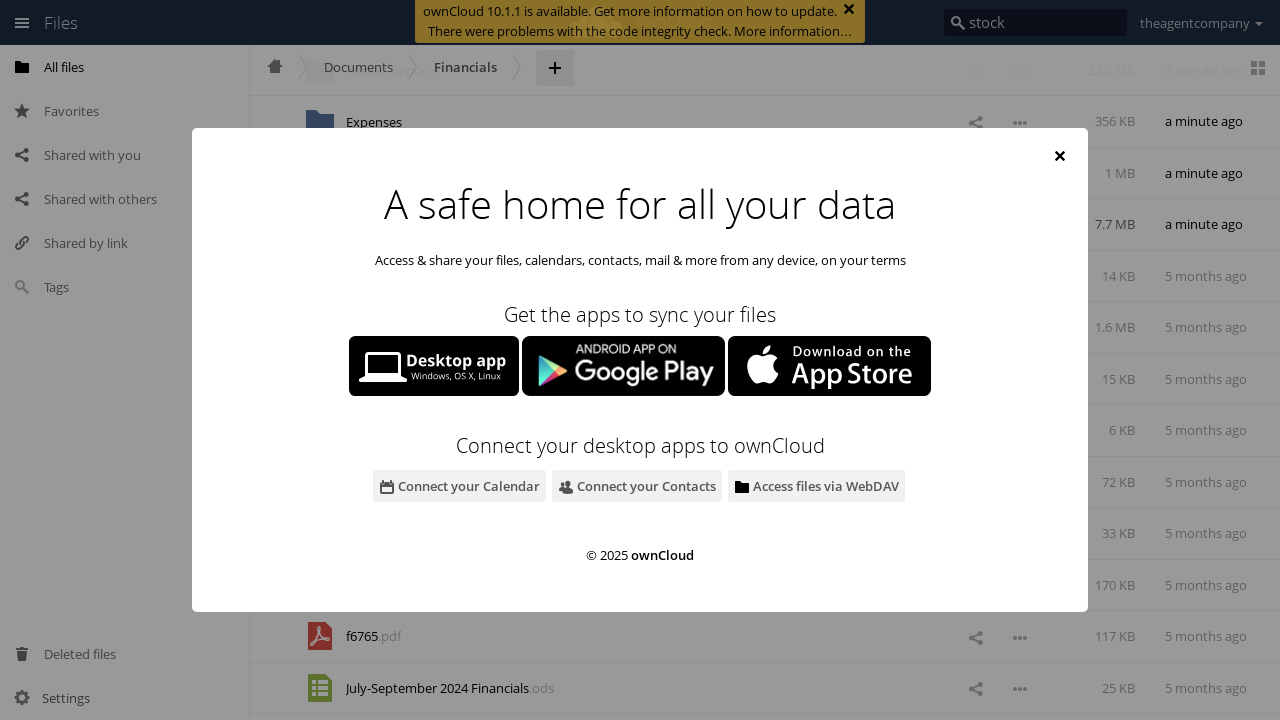 Files
ownCloud 10.1.1 is available. Get more information on how to update.
There were problems with the code integrity check. More information…
stock
theagentcompany
All files
Favorites
Shared with you
Shared with others
Shared by link
Tags
Deleted files
Settings
Documents
Financials
22.5 MB a minute ago
Expenses 356 KB a minute ago
1 MB a minute ago
7.7 MB a minute ago
14 KB 5 months ago
1.6 MB 5 months ago
15 KB 5 months ago
6 KB 5 months ago
72 KB 5 months ago
33 KB 5 months ago
170 KB 5 months ago
f6765.pdf 117 KB 5 months ago
July-September 2024 Financials.ods 25 KB 5 months ago
A safe home for all your data
Access & share your files, calendars, contacts, mail & more from any device, on your terms
Get the apps to sync your files
Desktop app
Windows, OS X, Linux
ANDROID APP ON
Google Play
Download on the
App Store
Connect your desktop apps to ownCloud
Connect your Calendar
Connect your Contacts
Access files via WebDAV
© 2025 ownCloud